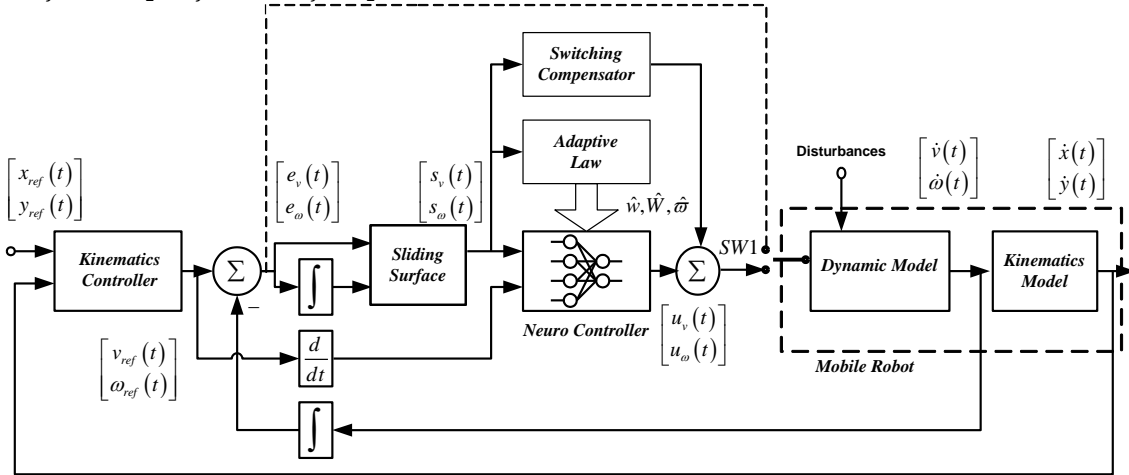 Switching
Compensator
Adaptive
Law
Disturbances
[v̇(t)
ω̇(t)]
[ẋ(t)
ẏ(t)]
[x_ref(t)
y_ref(t)]
[e_v(t)
e_ω(t)]
[s_v(t)
s_ω(t)]
ŵ, Ŵ, ϖ̂
Kinematics
Controller
Σ
−
∫
Sliding
Surface
Neuro Controller
Σ
SW1
Dynamic Model
Kinematics
Model
[v_ref(t)
ω_ref(t)]
d
dt
[u_v(t)
u_ω(t)]
Mobile Robot
∫